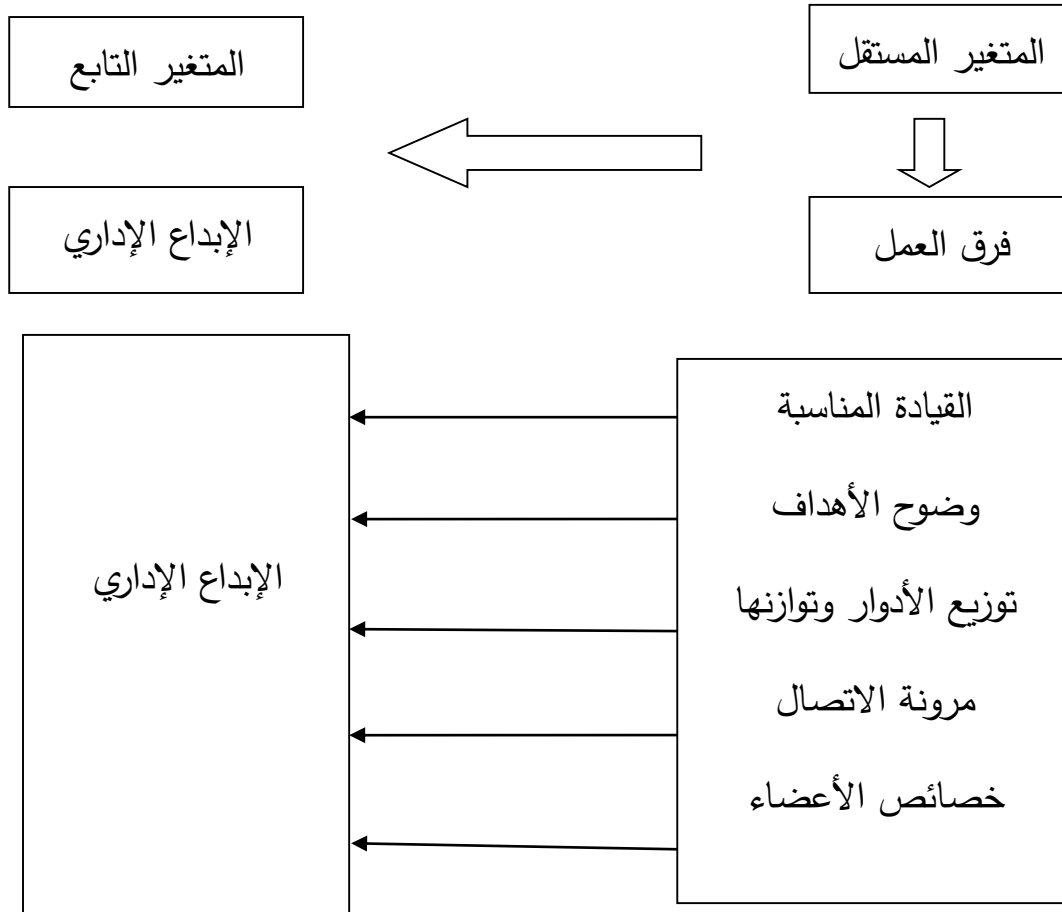 المتغير المستقل
المتغير التابع
فرق العمل
الإبداع الإداري
القيادة المناسبة
وضوح الأهداف
توزيع الأدوار وتوازنها
مرونة الاتصال
خصائص الأعضاء
الإبداع الإداري